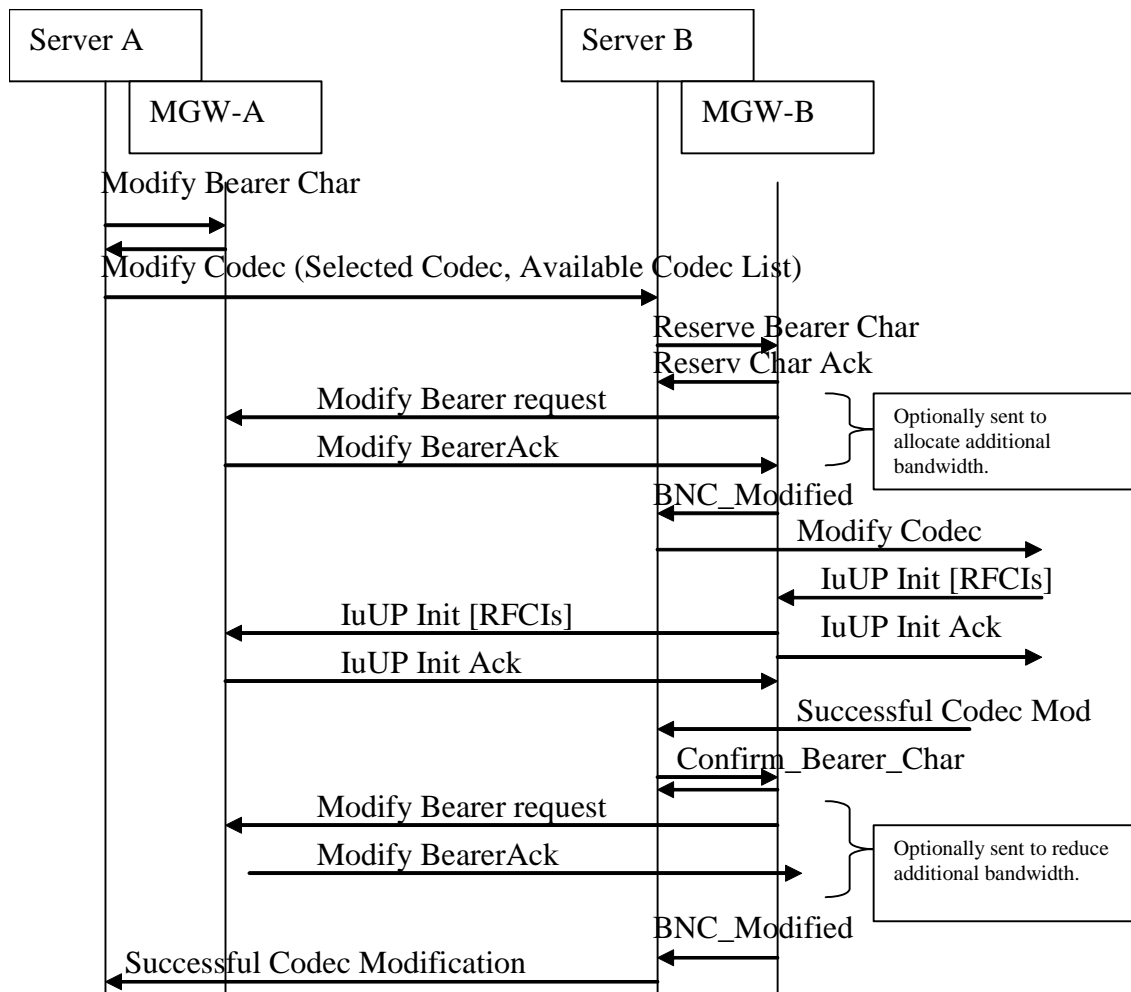 Server A
Server B
MGW-A
MGW-B
Modify Bearer Char
Modify Codec (Selected Codec, Available Codec List)
Reserve Bearer Char
Reserv Char Ack
Modify Bearer request
Optionally sent to
allocate additional
bandwidth.
Modify BearerAck
BNC_Modified
Modify Codec
IuUP Init [RFCIs]
IuUP Init [RFCIs]
IuUP Init Ack
IuUP Init Ack
Successful Codec Mod
Confirm_Bearer_Char
Modify Bearer request
Modify BearerAck
Optionally sent to reduce
additional bandwidth.
BNC_Modified
Successful Codec Modification